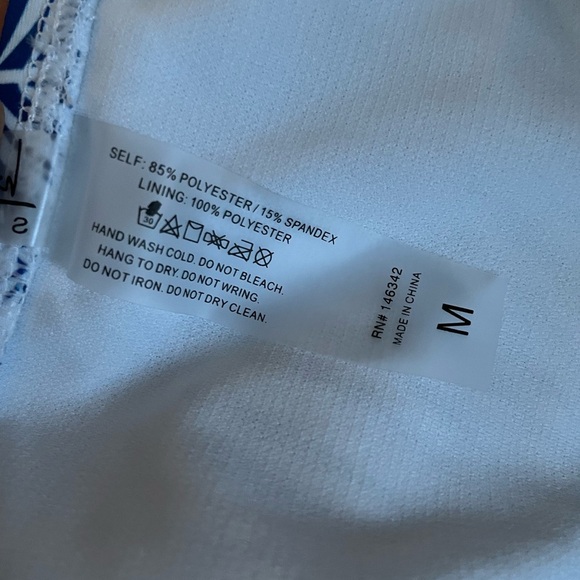 SELF: 85% POLYESTER / 15% SPANDEX
LINING: 100% POLYESTER
30
HAND WASH COLD. DO NOT BLEACH.
HANG TO DRY. DO NOT WRING.
DO NOT IRON. DO NOT DRY CLEAN.
RN# 146342
MADE IN CHINA
M